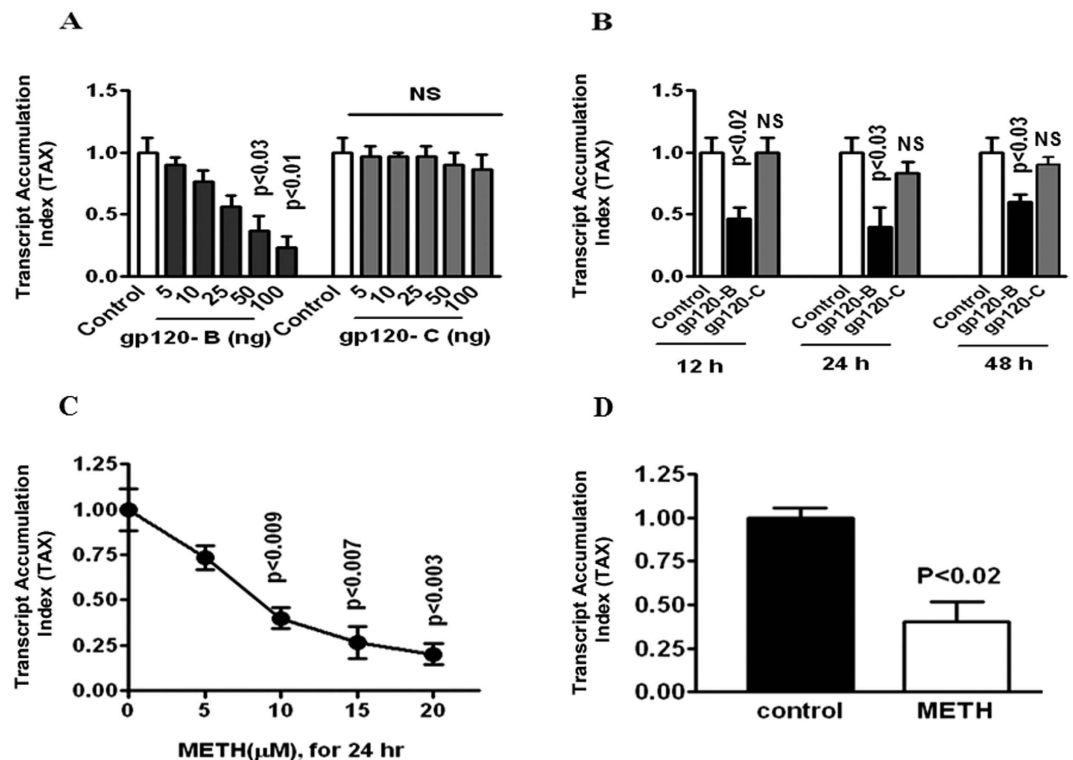 A
Transcript Accumulation
Index (TAX)
1.5
1.0
0.5
0.0
NS
p<0.03
p<0.01
Control
5
10
25
50
100
Control
5
10
25
50
100
gp120- B (ng)
gp120- C (ng)
B
Transcript Accumulation
Index (TAX)
1.5
1.0
0.5
0.0
p<0.02
NS
p<0.03
NS
p<0.03
NS
Control
gp120-B
gp120-C
Control
gp120-B
gp120-C
Control
gp120-B
gp120-C
12 h
24 h
48 h
C
Transcript Accumulation
Index (TAX)
1.25
1.00
0.75
0.50
0.25
0.00
p<0.009
p<0.007
p<0.003
0
5
10
15
20
METH(μM), for 24 hr
D
Transcript Accumulation
Index (TAX)
1.25
1.00
0.75
0.50
0.25
0.00
P<0.02
control
METH